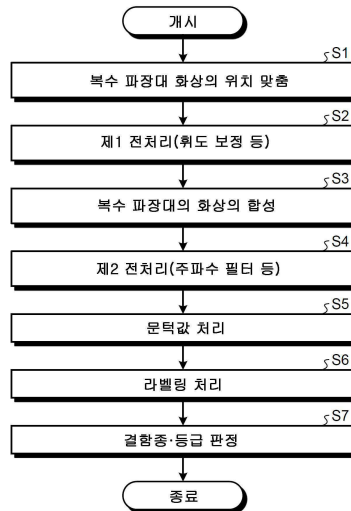 개시
S1
복수 파장대 화상의 위치 맞춤
S2
제1 전처리(휘도 보정 등)
S3
복수 파장대의 화상의 합성
S4
제2 전처리(주파수 필터 등)
S5
문턱값 처리
S6
라벨링 처리
S7
결함종·등급 판정
종료